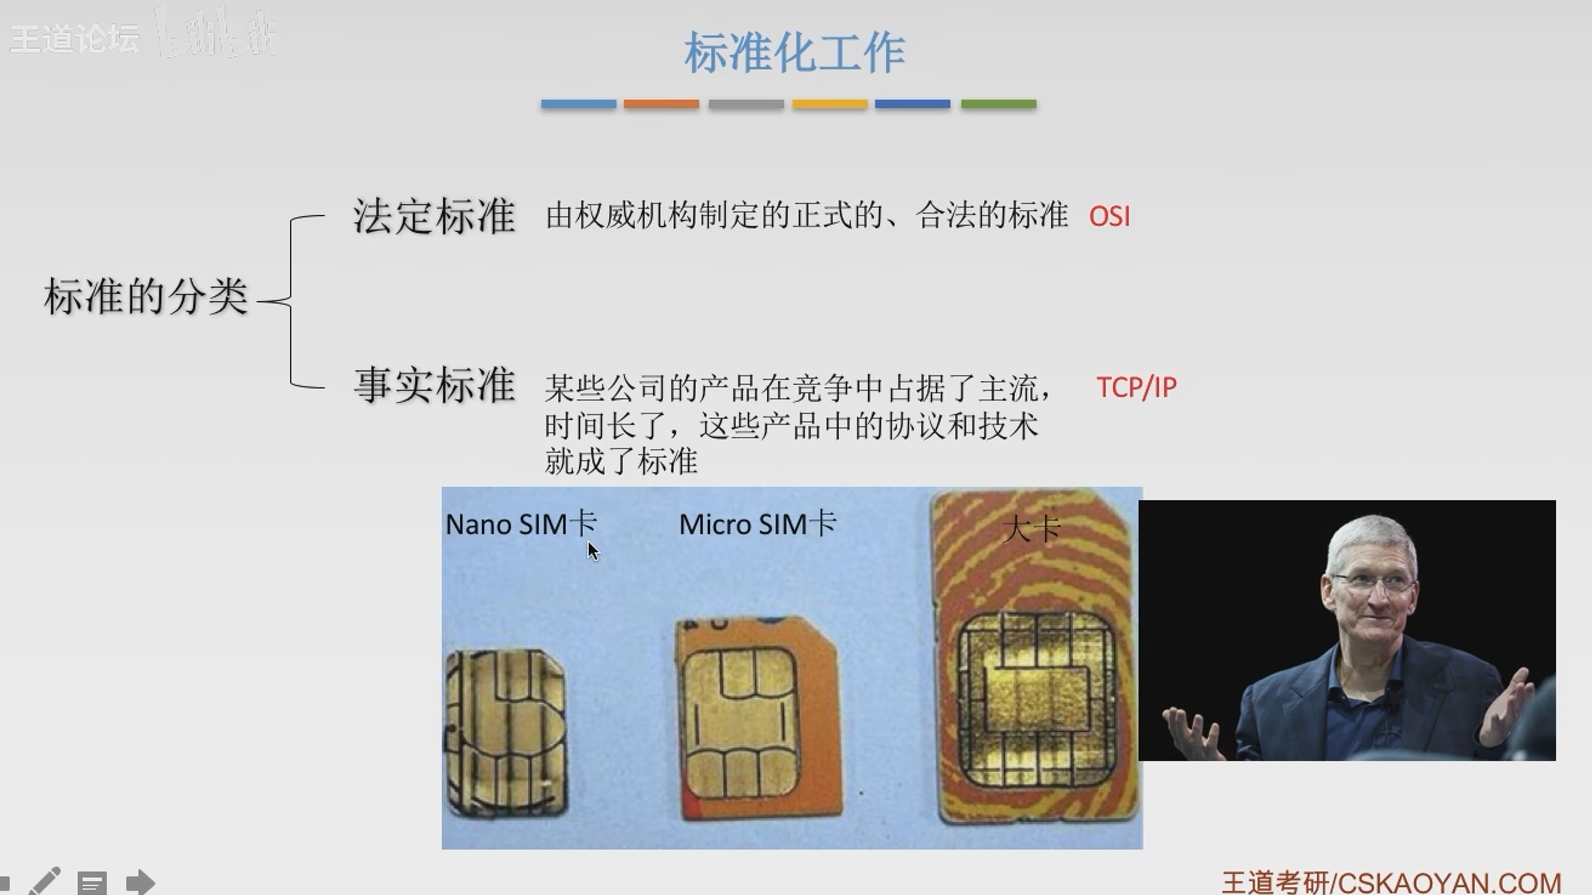 王道论坛 bilibili
标准化工作
法定标准 由权威机构制定的正式的、合法的标准 OSI
标准的分类
事实标准 某些公司的产品在竞争中占据了主流， TCP/IP
时间长了，这些产品中的协议和技术
就成了标准
Nano SIM卡 Micro SIM卡 大卡
王道考研/CSKAOYAN.COM